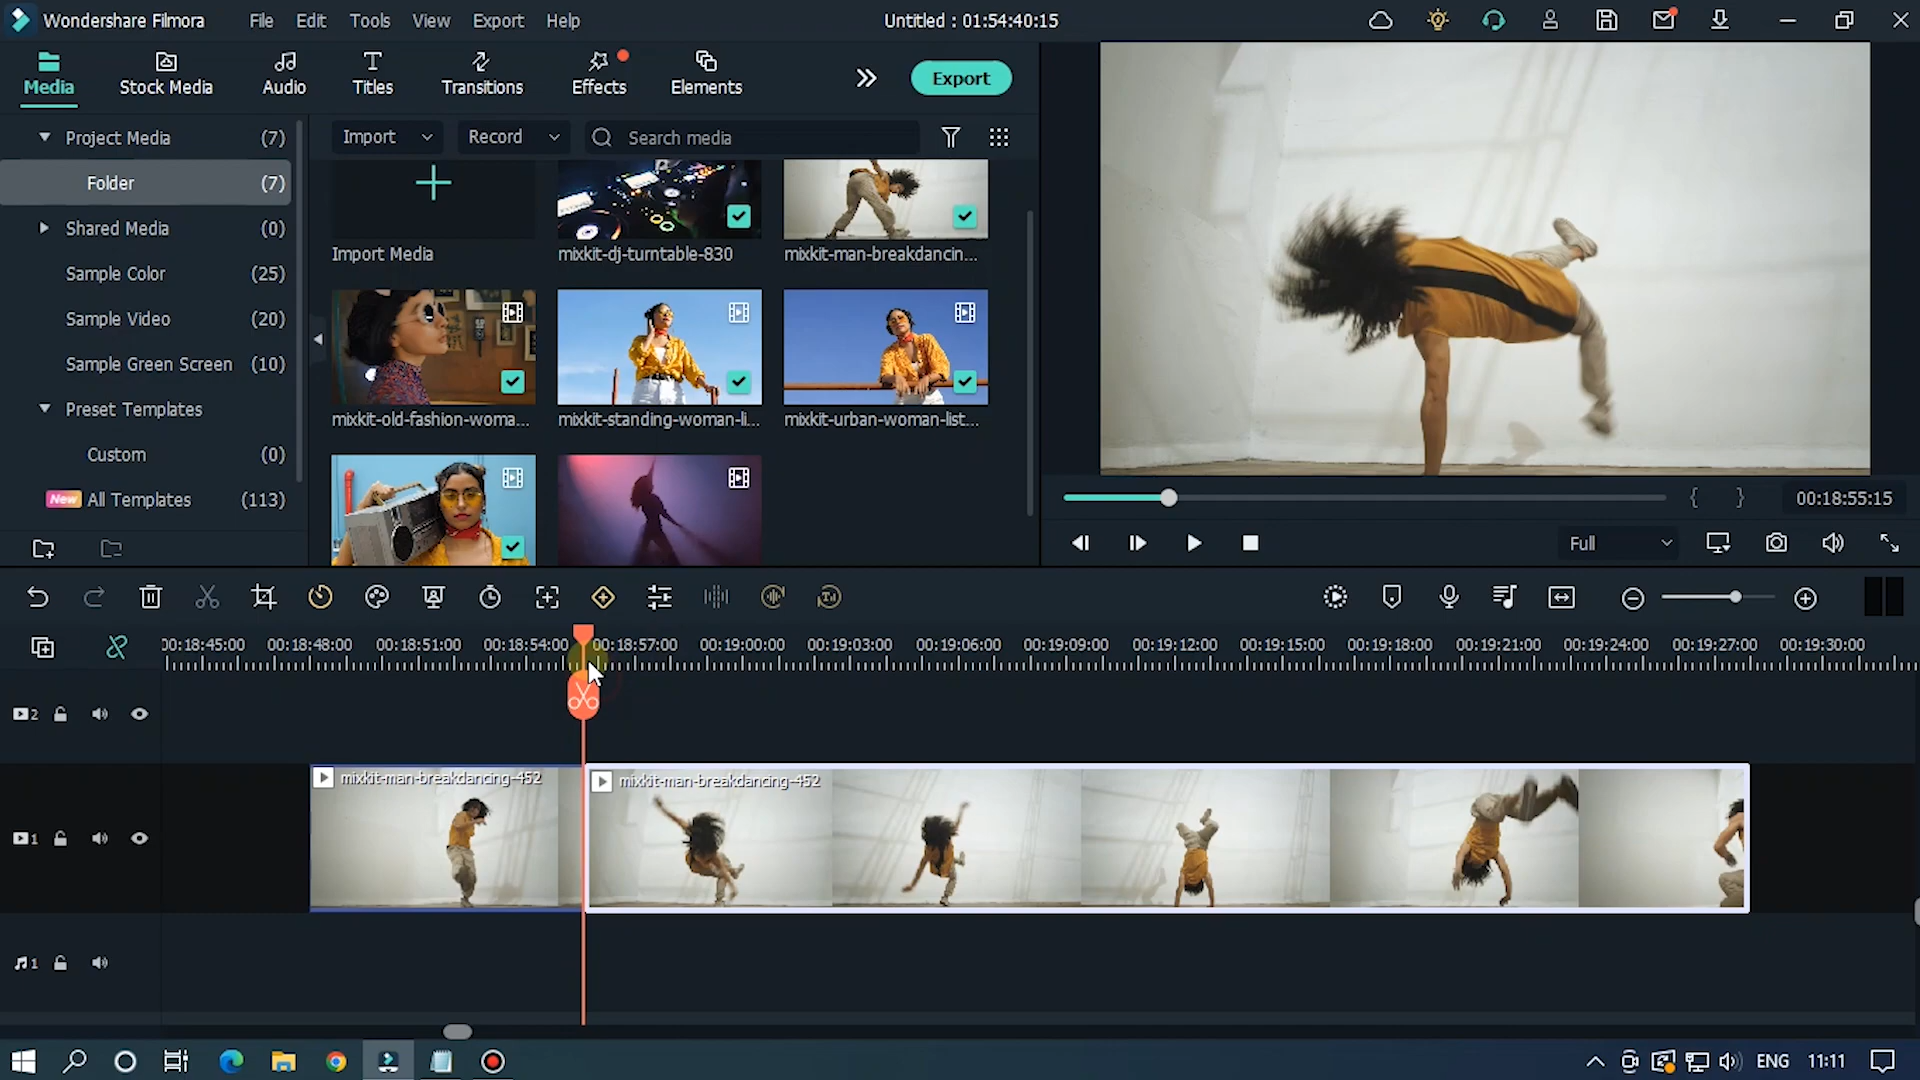 Wondershare Filmora File Edit Tools View Export Help Untitled : 01:54:40:15
Media Stock Media Audio Titles Transitions Effects Elements Export
Project Media (7)
Folder (7)
Shared Media (0)
Sample Color (25)
Sample Video (20)
Sample Green Screen (10)
Preset Templates
Custom (0)
New All Templates (113)
Import Record Search media
Import Media mixkit-dj-turntable-830 mixkit-man-breakdancin...
mixkit-old-fashion-woma... mixkit-standing-woman-li... mixkit-urban-woman-list...
00:18:55:15
Full
00:18:45:00 00:18:48:00 00:18:51:00 00:18:54:00 00:18:57:00 00:19:00:00 00:19:03:00 00:19:06:00 00:19:09:00 00:19:12:00 00:19:15:00 00:19:18:00 00:19:21:00 00:19:24:00 00:19:27:00 00:19:30:00
2
mixkit-man-breakdancing-452 mixkit-man-breakdancing-452
1
1
ENG 11:11